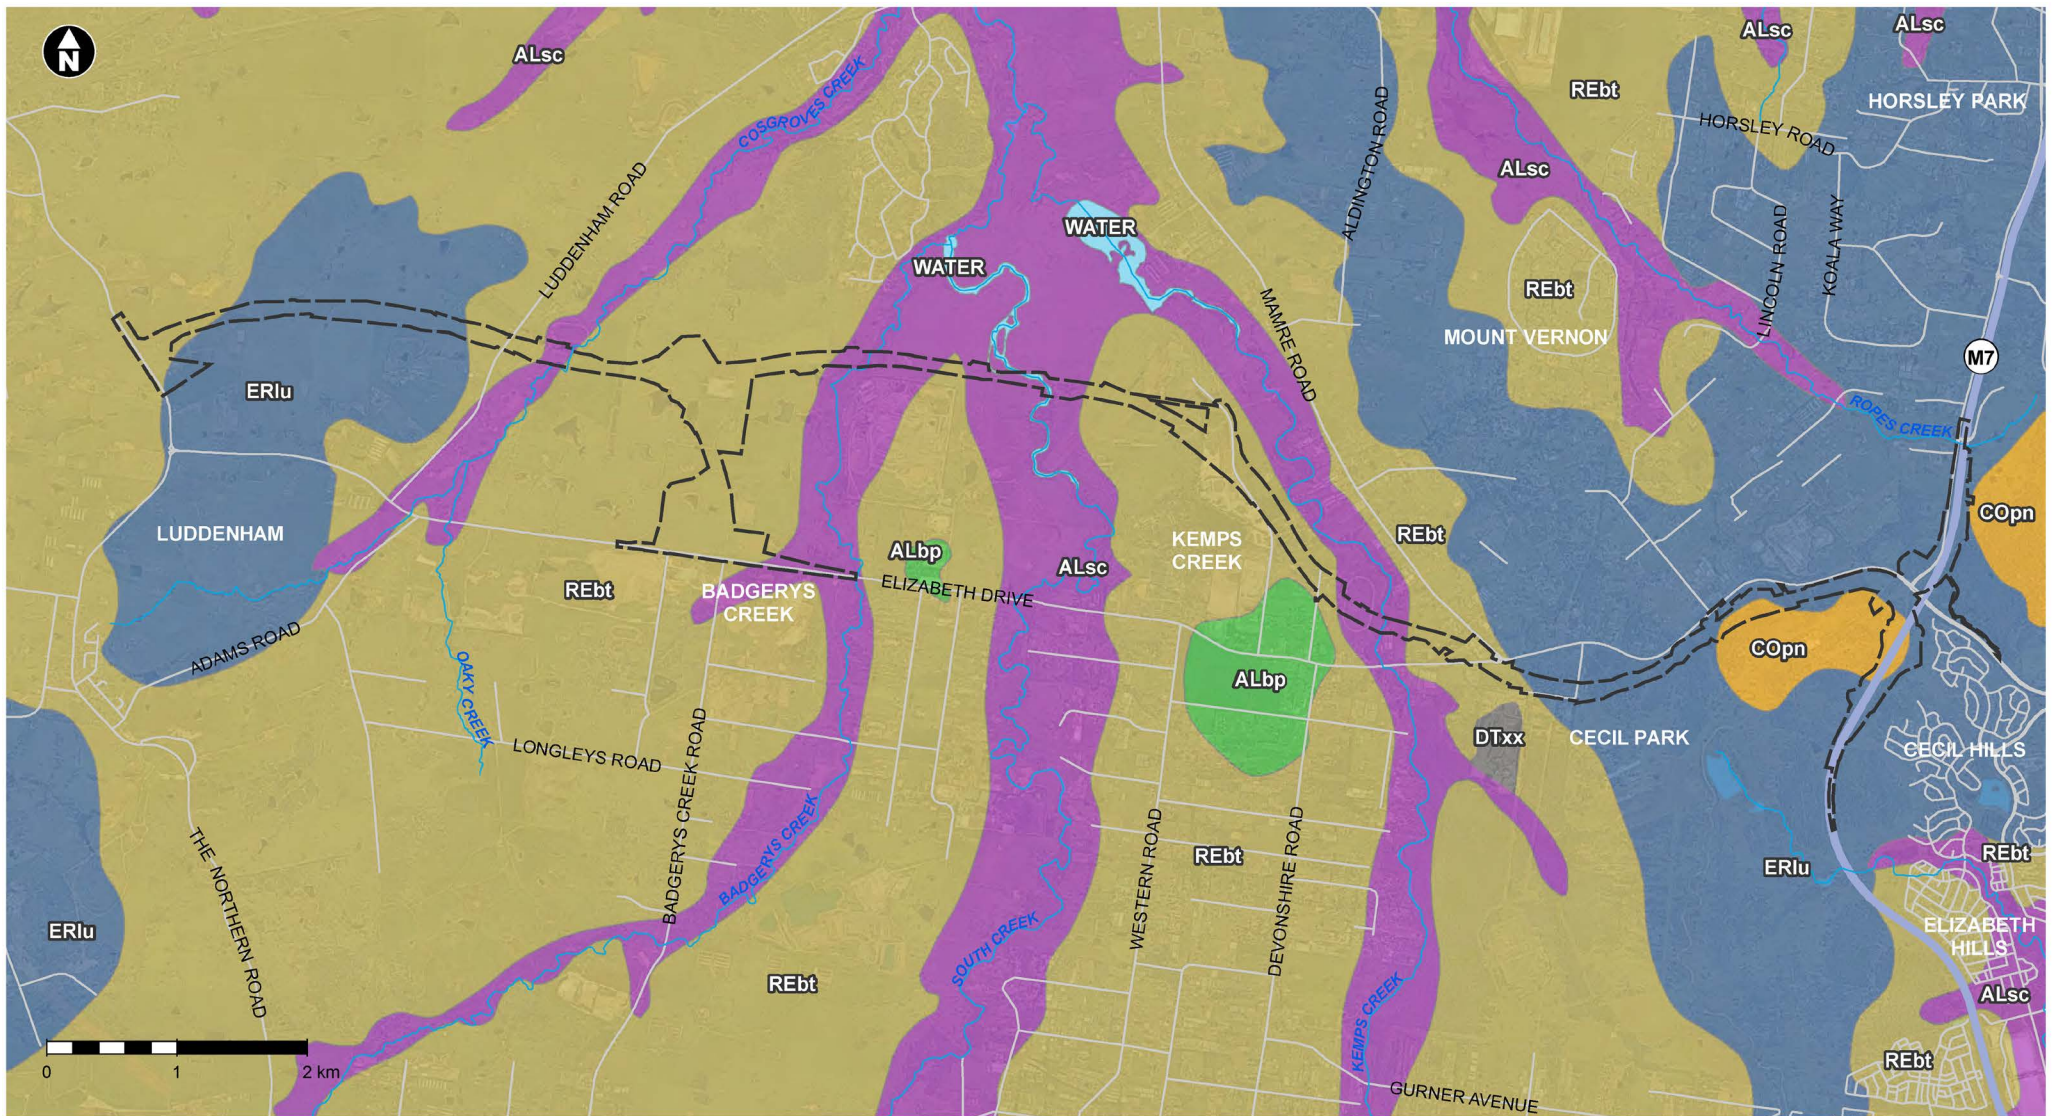 N
ALsc
ALsc
ALsc
REbt
HORSLEY PARK
HORSLEY ROAD
COSGROVES CREEK
ALDINGTON ROAD
ALsc
LUDDENHAM ROAD
WATER
WATER
LINCOLN ROAD
KOALA WAY
REbt
MOUNT VERNON
MAMRE ROAD
M7
ERlu
ROPES CREEK
COpn
LUDDENHAM
REbt
KEMPS
CREEK
ALbp
ALsc
REbt
BADGERYS
CREEK
ELIZABETH DRIVE
ADAMS ROAD
COpn
ALbp
OAKY CREEK
DTxx
CECIL PARK
CECIL HILLS
LONGLEYS ROAD
BADGERYS CREEK ROAD
BADGERYS CREEK
WESTERN ROAD
DEVONSHIRE ROAD
REbt
ERlu
REbt
THE NORTHERN ROAD
ERlu
SOUTH CREEK
ELIZABETH
HILLS
REbt
ALsc
KEMPS CREEK
REbt
0 1 2 km
GURNER AVENUE